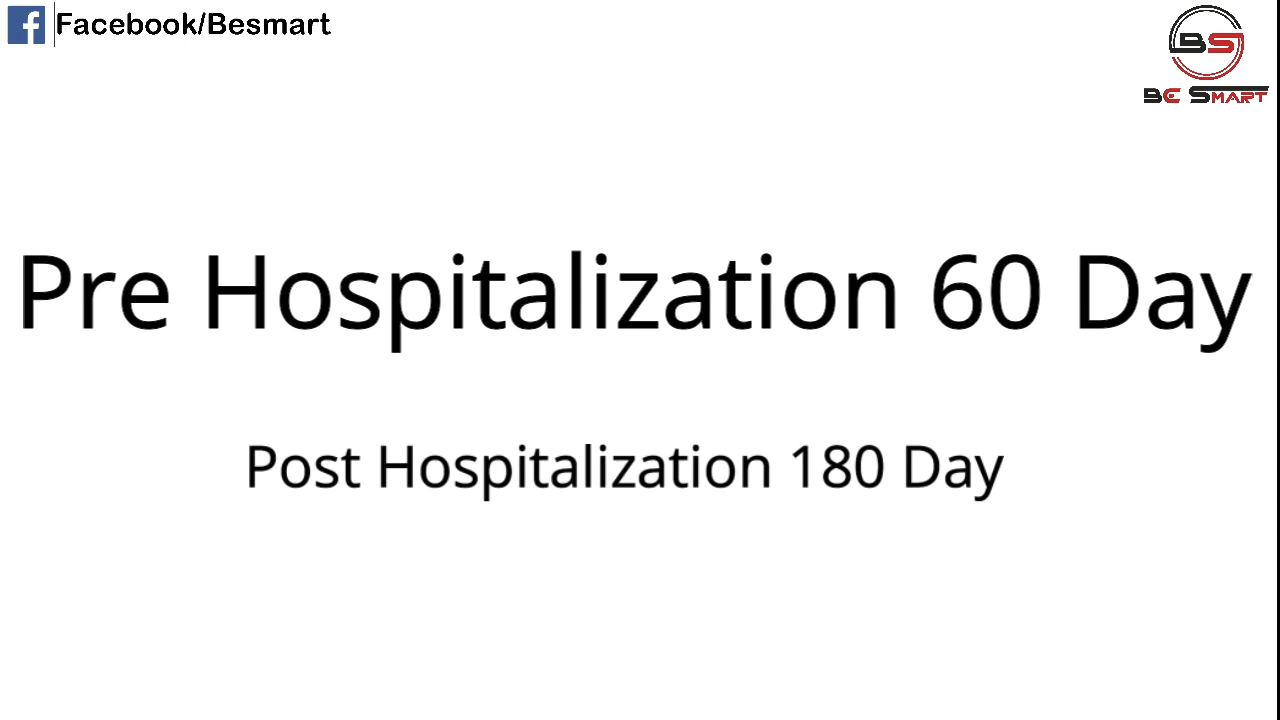 Facebook/Besmart
BS
BE SMART
Pre Hospitalization 60 Day
Post Hospitalization 180 Day